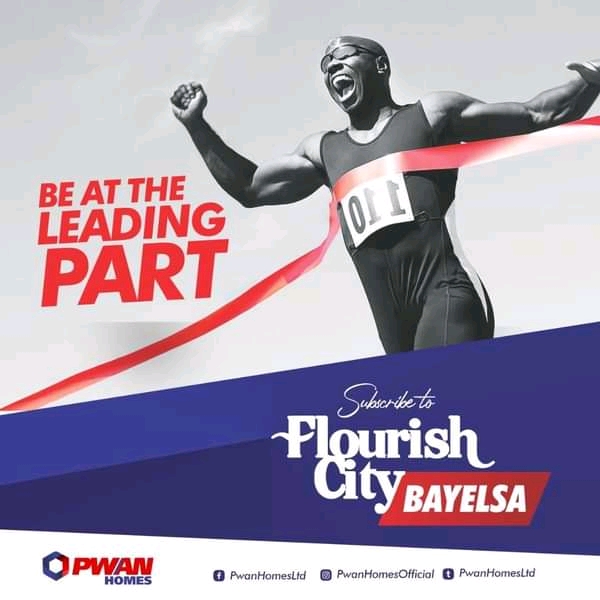 BE AT THE
LEADING
PART
1011
Subscribe to
Flourish
City BAYELSA
PWAN
HOMES
PwanHomesLtd PwanHomesOfficial PwanHomesLtd